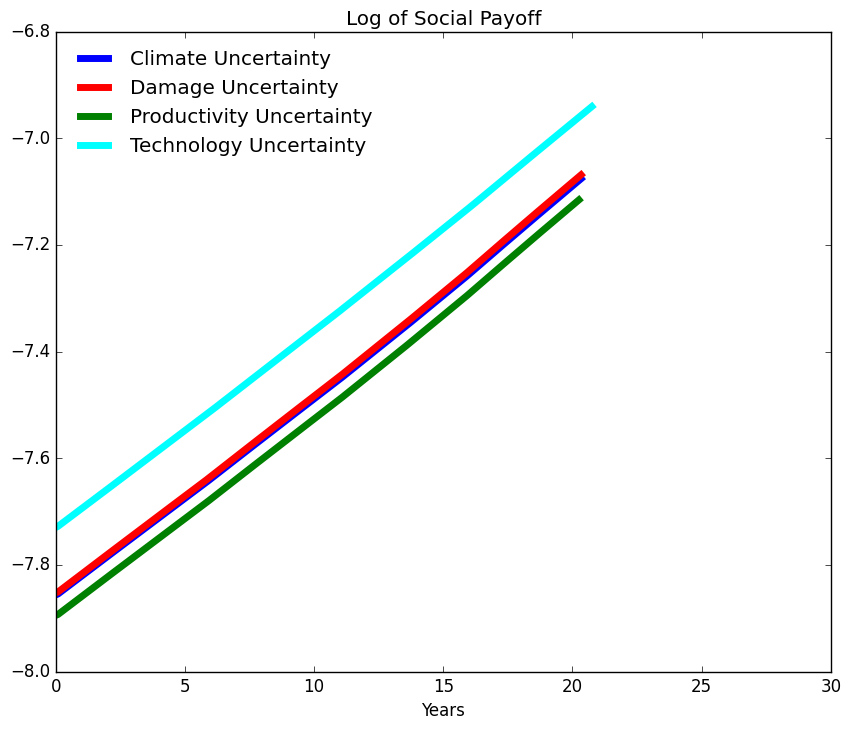 Log of Social Payoff
−6.8
−7.0
−7.2
−7.4
−7.6
−7.8
−8.0
Climate Uncertainty
Damage Uncertainty
Productivity Uncertainty
Technology Uncertainty
0 5 10 15 20 25 30
Years